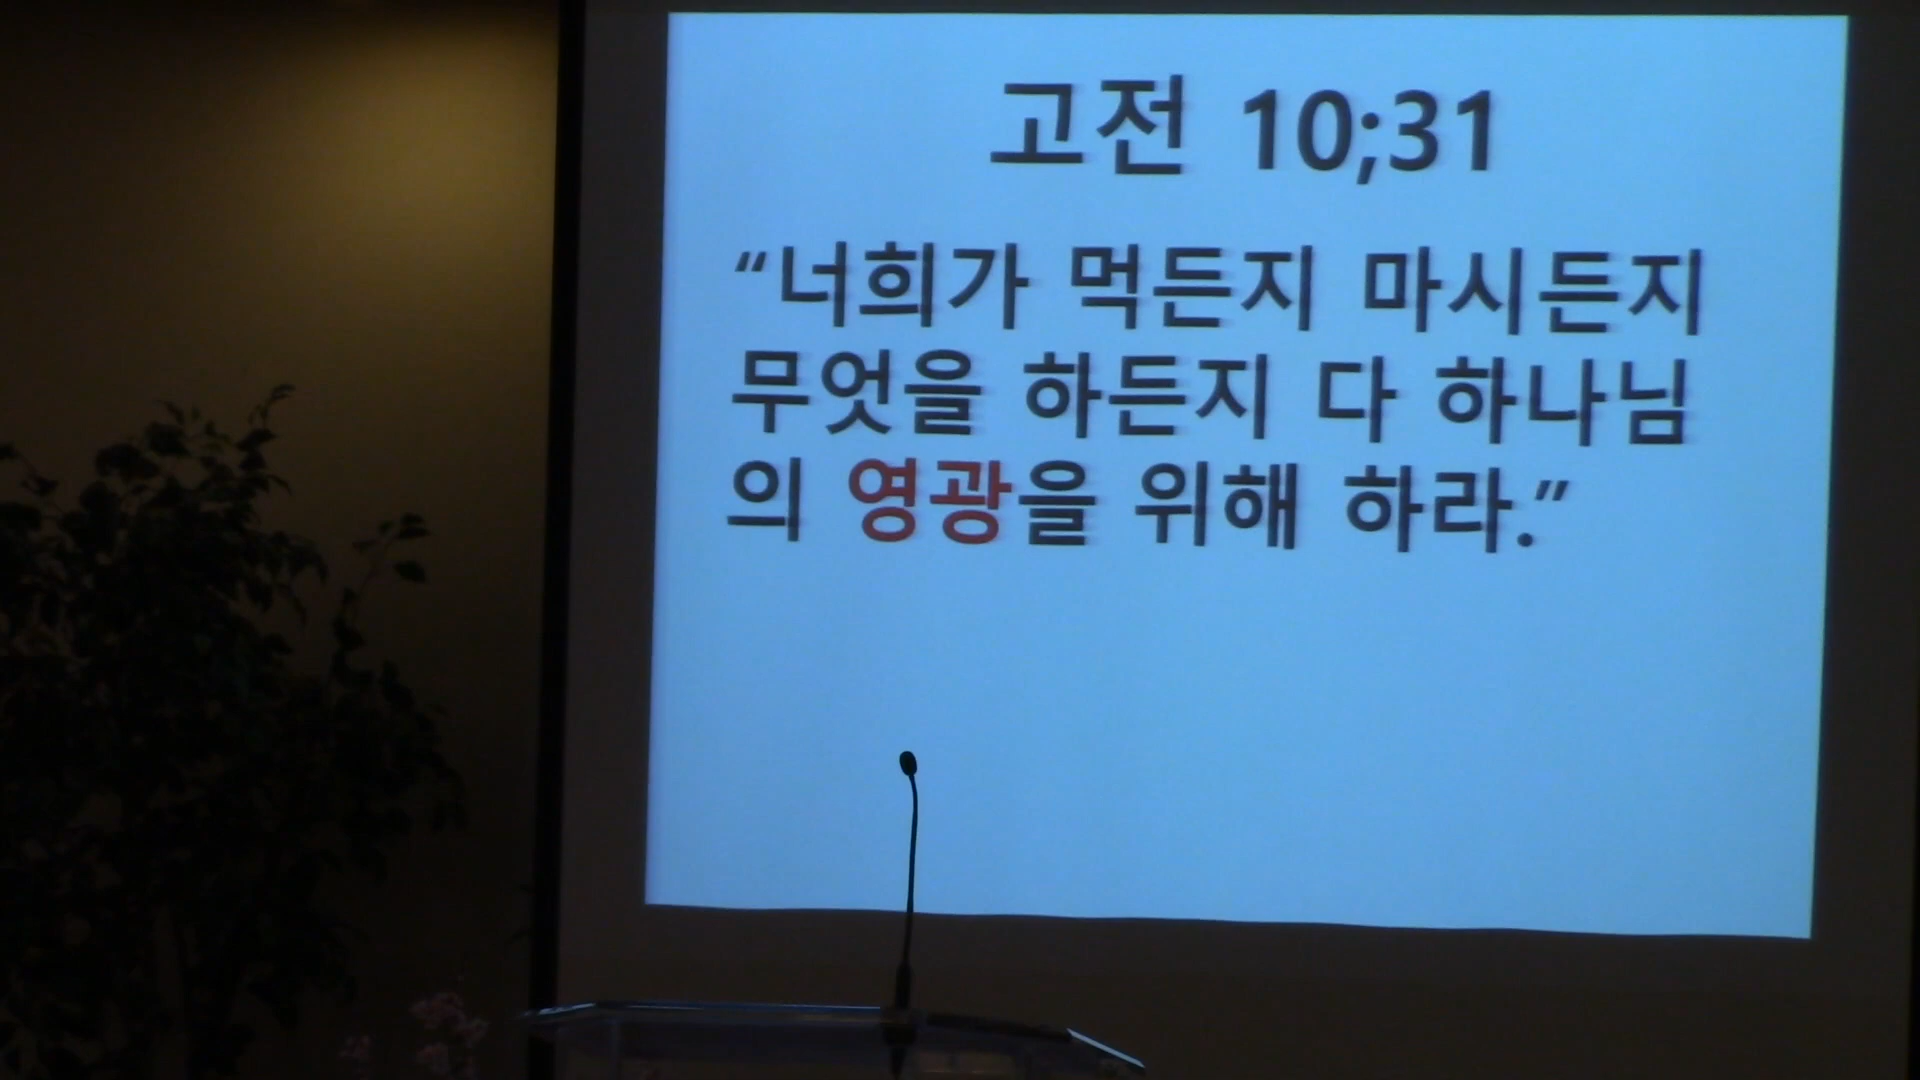 고전 10;31
“너희가 먹든지 마시든지
무엇을 하든지 다 하나님
의 영광을 위해 하라.”